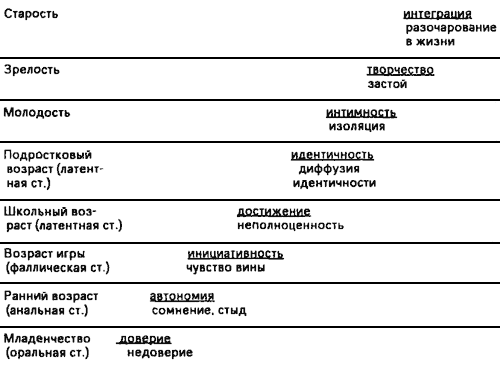 Старость интеграция
разочарование
в жизни
Зрелость творчество
застой
Молодость интимность
изоляция
Подростковый идентичность
возраст (латент- диффузия
ная ст.) идентичности
Школьный воз- достижение
раст (латентная ст.) неполноценность
Возраст игры инициативность
(фаллическая ст.) чувство вины
Ранний возраст автономия
(анальная ст.) сомнение, стыд
Младенчество доверие
(оральная ст.) недоверие